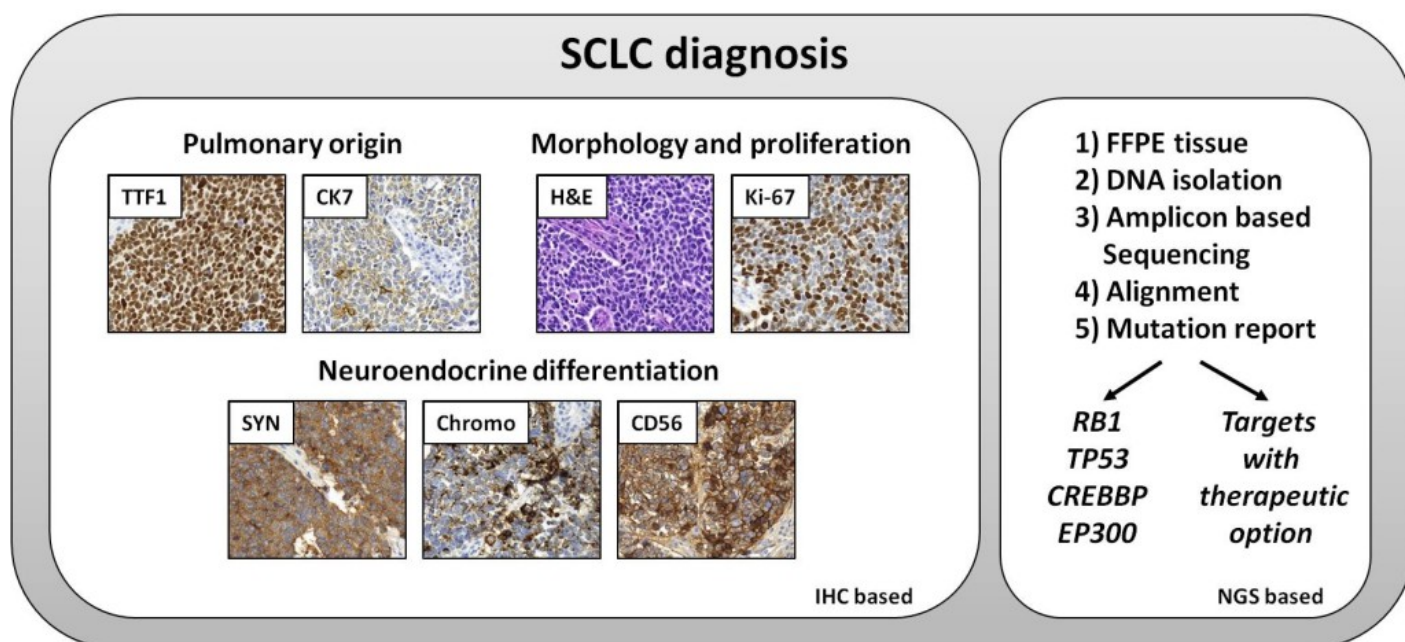 SCLC diagnosis
Pulmonary origin
TTF1
CK7
Morphology and proliferation
H&E
Ki-67
Neuroendocrine differentiation
SYN
Chromo
CD56
IHC based
1) FFPE tissue
2) DNA isolation
3) Amplicon based
Sequencing
4) Alignment
5) Mutation report
RB1
TP53
CREBBP
EP300
Targets
with
therapeutic
option
NGS based